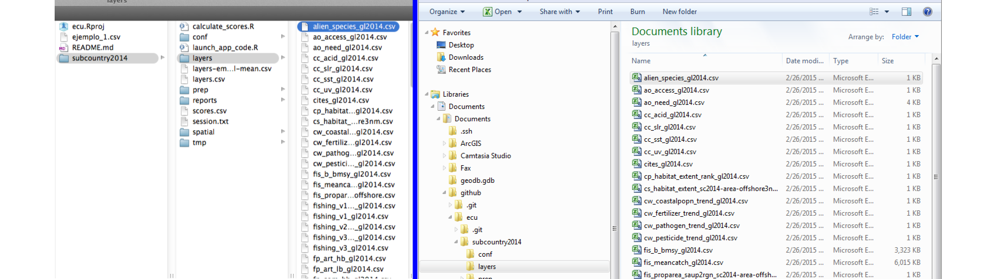 layers
ecu.Rproj
ejemplo_1.csv
README.md
subcountry2014
calculate_scores.R
conf
launch_app_code.R
layers
layers-em...l-mean.csv
layers.csv
prep
reports
scores.csv
session.txt
spatial
tmp
alien_species_gl2014.csv
ao_access_gl2014.csv
ao_need_gl2014.csv
cc_acid_gl2014.csv
cc_slr_gl2014.csv
cc_sst_gl2014.csv
cc_uv_gl2014.csv
cites_gl2014.csv
cp_habitat...gl2014.csv
cs_habitat_...re3nm.csv
cw_coastal...gl2014.csv
cw_fertiliz..._gl2014.csv
cw_pathog..._gl2014.csv
cw_pestici..._gl2014.csv
fis_b_bmsy_gl2014.csv
fis_meanca...gl2014.csv
fis_propar...offshore.csv
fishing_v1..._gl2014.csv
fishing_v1_gl2014.csv
fishing_v2..._gl2014.csv
fishing_v3..._gl2014.csv
fishing_v3_gl2014.csv
fp_art_hb_gl2014.csv
fp_art_lb_gl2014.csv
Organize Open Share with Print Burn New folder
Favorites
Desktop
Downloads
Recent Places
Libraries
Documents
Documents
.ssh
ArcGIS
Camtasia Studio
Fax
geodb.gdb
github
.git
ecu
.git
subcountry2014
conf
layers
Documents library
layers
Arrange by: Folder
Name Date modi... Type Size
alien_species_gl2014.csv 2/26/2015 ... Microsoft E... 1 KB
ao_access_gl2014.csv 2/26/2015 ... Microsoft E... 1 KB
ao_need_gl2014.csv 2/26/2015 ... Microsoft E... 4 KB
cc_acid_gl2014.csv 2/26/2015 ... Microsoft E... 1 KB
cc_slr_gl2014.csv 2/26/2015 ... Microsoft E... 1 KB
cc_sst_gl2014.csv 2/26/2015 ... Microsoft E... 1 KB
cc_uv_gl2014.csv 2/26/2015 ... Microsoft E... 1 KB
cites_gl2014.csv 2/26/2015 ... Microsoft E... 1 KB
cp_habitat_extent_rank_gl2014.csv 2/26/2015 ... Microsoft E... 1 KB
cs_habitat_extent_sc2014-area-offshore3n... 2/26/2015 ... Microsoft E... 1 KB
cw_coastalpopn_trend_gl2014.csv 2/26/2015 ... Microsoft E... 1 KB
cw_fertilizer_trend_gl2014.csv 2/26/2015 ... Microsoft E... 1 KB
cw_pathogen_trend_gl2014.csv 2/26/2015 ... Microsoft E... 1 KB
cw_pesticide_trend_gl2014.csv 2/26/2015 ... Microsoft E... 1 KB
fis_b_bmsy_gl2014.csv 2/26/2015 ... Microsoft E... 3,323 KB
fis_meancatch_gl2014.csv 2/26/2015 ... Microsoft E... 6,015 KB
fis_proparea_saup2rgn_sc2014-area-offsh... 2/26/2015 ... Microsoft E... 1 KB